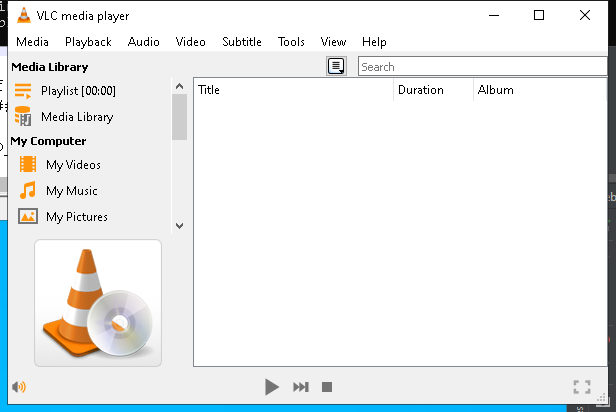 VLC media player
Media Playback Audio Video Subtitle Tools View Help
Media Library
Search
Playlist [00:00]
Title Duration Album
Media Library
My Computer
My Videos
My Music
My Pictures